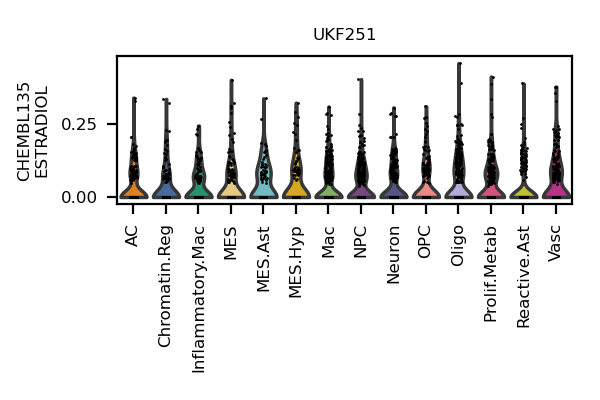 UKF251
CHEMBL135
ESTRADIOL
0.25
0.00
AC
Chromatin.Reg
Inflammatory.Mac
MES
MES.Ast
MES.Hyp
Mac
NPC
Neuron
OPC
Oligo
Prolif.Metab
Reactive.Ast
Vasc